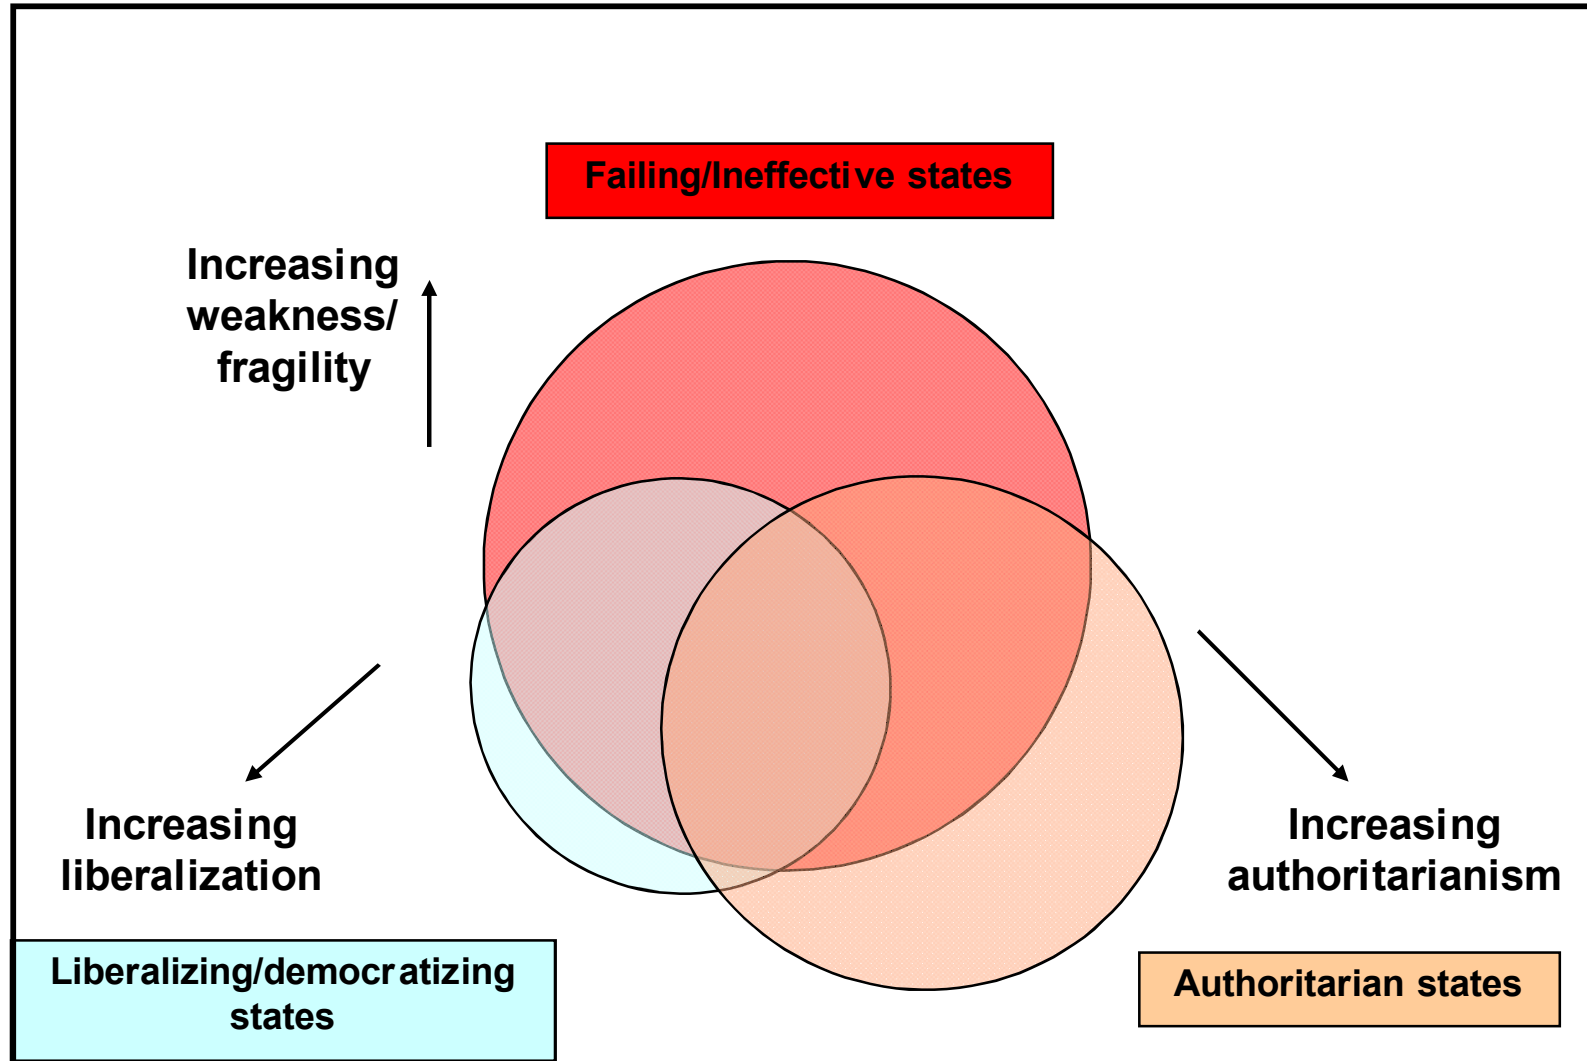 Failing/Ineffective states
Increasing
weakness/
fragility
Increasing
liberalization
Increasing
authoritarianism
Liberalizing/democratizing
states
Authoritarian states